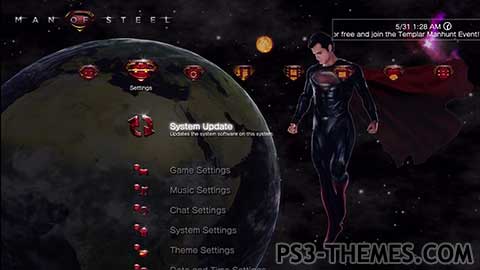 MAN OF STEEL
5/31 1:28 AM
or free and join the Templar Manhunt Event!
Settings
System Update
Updates the system software on this system.
Game Settings
Music Settings
Chat Settings
System Settings
Theme Settings
Date and Time Settings
PS3-THEMES.COM